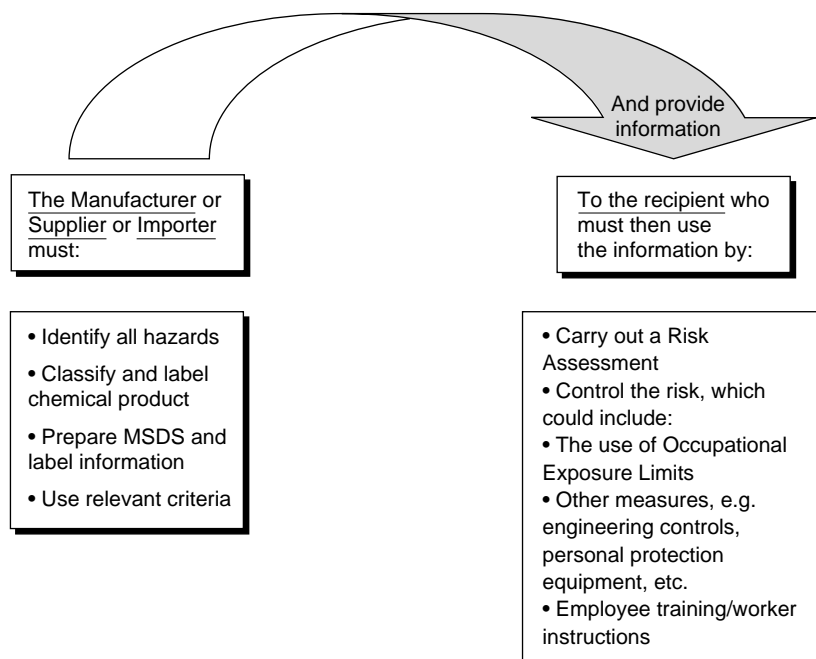 And provide
information
The Manufacturer or
Supplier or Importer
must:
To the recipient who
must then use
the information by:
• Identify all hazards
• Classify and label
chemical product
• Prepare MSDS and
label information
• Use relevant criteria
• Carry out a Risk
Assessment
• Control the risk, which
could include:
• The use of Occupational
Exposure Limits
• Other measures, e.g.
engineering controls,
personal protection
equipment, etc.
• Employee training/worker
instructions